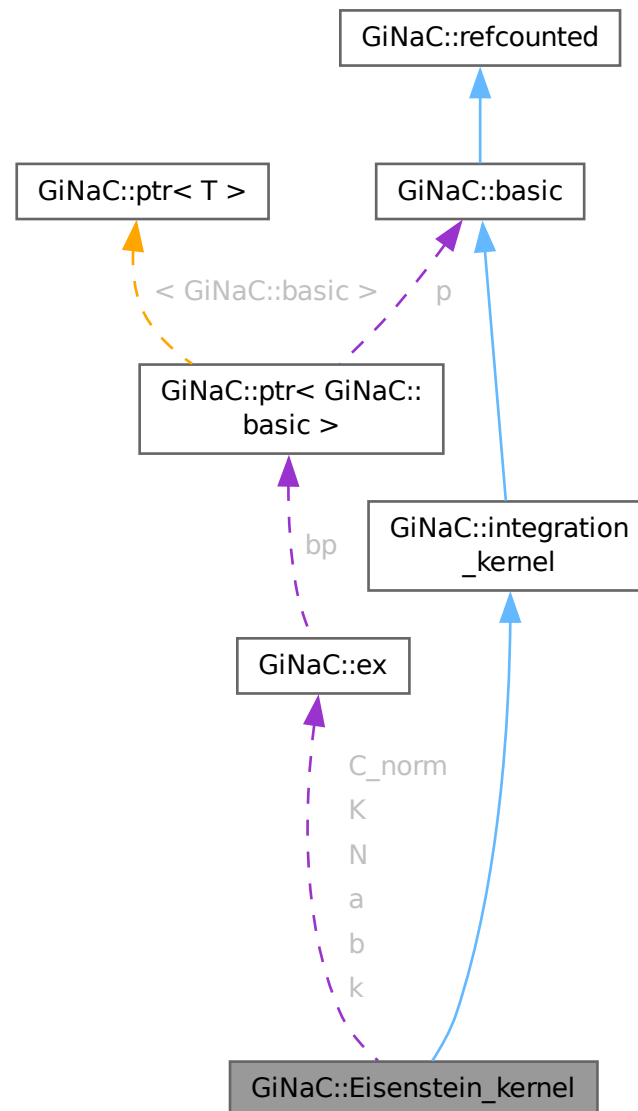 GiNaC::refcounted
GiNaC::ptr< T >
GiNaC::basic
< GiNaC::basic >
p
GiNaC::ptr< GiNaC::
basic >
GiNaC::integration
_kernel
bp
GiNaC::ex
C_norm
K
N
a
b
k
GiNaC::Eisenstein_kernel